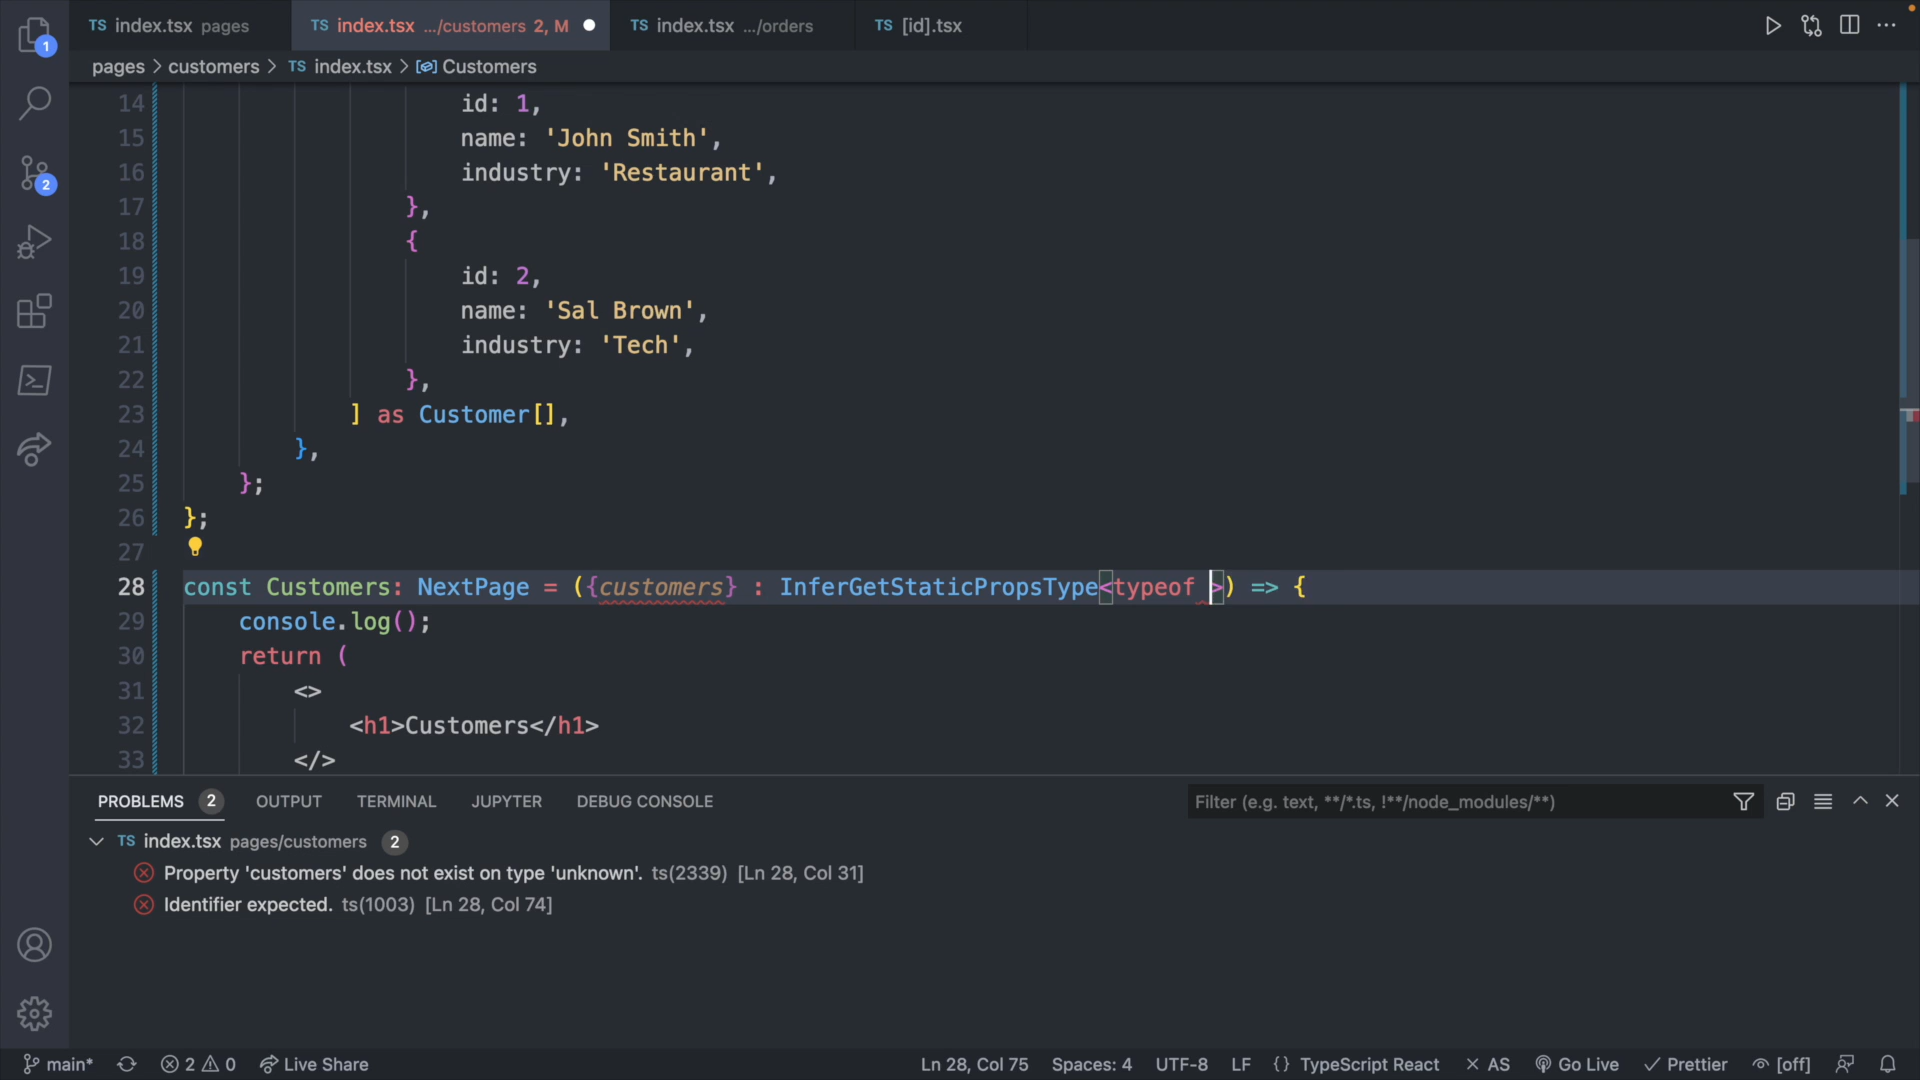 TS index.tsx pages TS index.tsx .../customers 2, M TS index.tsx .../orders TS [id].tsx
pages > customers > TS index.tsx > Customers
14 id: 1,
15 name: 'John Smith',
16 industry: 'Restaurant',
17 },
18 {
19 id: 2,
20 name: 'Sal Brown',
21 industry: 'Tech',
22 },
23 ] as Customer[],
24 },
25 };
26 };
27
28 const Customers: NextPage = ({customers} : InferGetStaticPropsType<typeof >) => {
29 console.log();
30 return (
31 <>
32 <h1>Customers</h1>
33 </>
PROBLEMS 2 OUTPUT TERMINAL JUPYTER DEBUG CONSOLE Filter (e.g. text, **/*.ts, !**/node_modules/**)
TS index.tsx pages/customers 2
Property 'customers' does not exist on type 'unknown'. ts(2339) [Ln 28, Col 31]
Identifier expected. ts(1003) [Ln 28, Col 74]
1
2
main* 2 0 Live Share Ln 28, Col 75 Spaces: 4 UTF-8 LF {} TypeScript React AS Go Live Prettier [off]